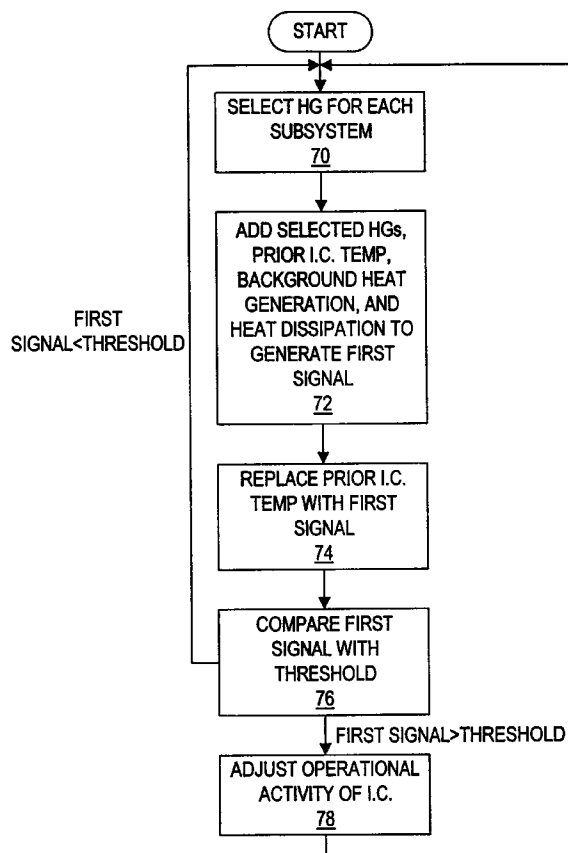 START
SELECT HG FOR EACH
SUBSYSTEM
70
ADD SELECTED HGs,
PRIOR I.C. TEMP,
BACKGROUND HEAT
GENERATION, AND
HEAT DISSIPATION TO
GENERATE FIRST
SIGNAL
72
FIRST
SIGNAL<THRESHOLD
REPLACE PRIOR I.C.
TEMP WITH FIRST
SIGNAL
74
COMPARE FIRST
SIGNAL WITH
THRESHOLD
76
FIRST SIGNAL>THRESHOLD
ADJUST OPERATIONAL
ACTIVITY OF I.C.
78